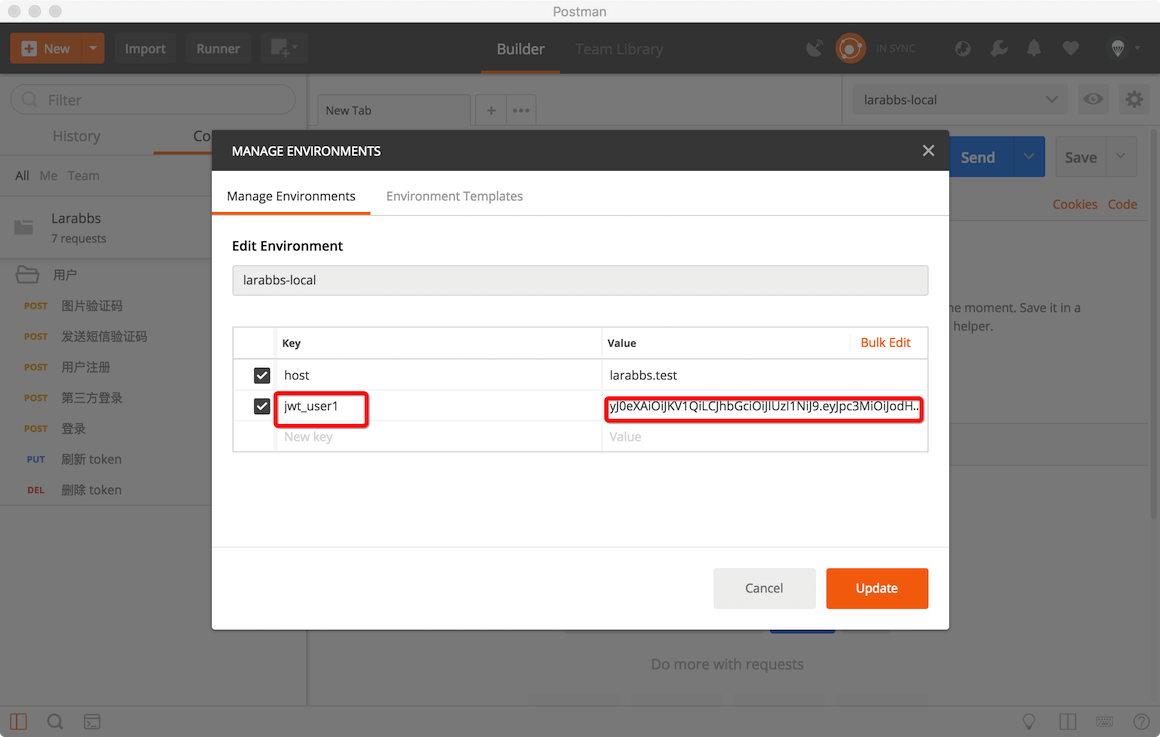 Postman
New
Import
Runner
Builder
Team Library
IN SYNC
Filter
History
Co
New Tab
larabbs-local
All Me Team
Larabbs
7 requests
用户
POST 图片验证码
POST 发送短信验证码
POST 用户注册
POST 第三方登录
POST 登录
PUT 刷新 token
DEL 删除 token
Send
Save
Cookies Code
he moment. Save it in a
helper.
MANAGE ENVIRONMENTS
Manage Environments
Environment Templates
Edit Environment
larabbs-local
Key Value Bulk Edit
host larabbs.test
jwt_user1 yJ0eXAiOiJKV1QiLCJhbGciOiJIUzI1NiJ9.eyJpc3MiOiJodH...
New key Value
Cancel
Update
Do more with requests